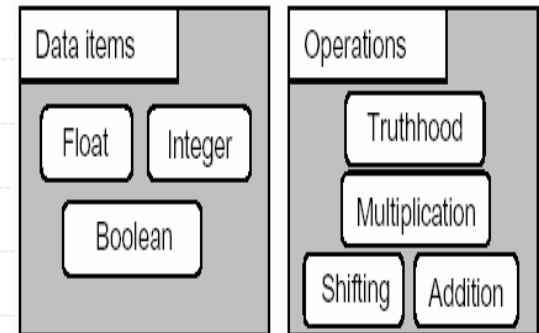 Data items
Float
Integer
Boolean
Operations
Truthhood
Multiplication
Shifting
Addition